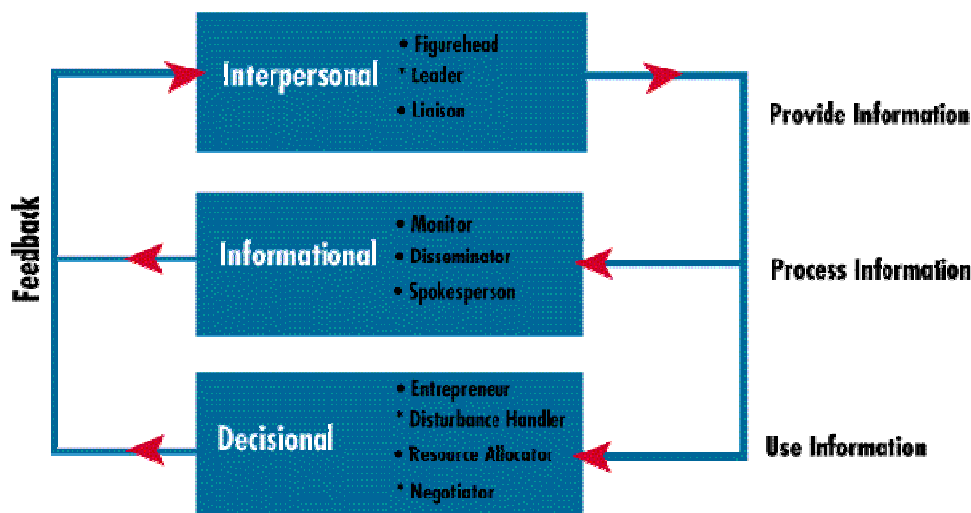 Feedback
Interpersonal
• Figurehead
* Leader
• Liaison
Provide Information
Informational
• Monitor
• Disseminator
• Spokesperson
Process Information
Decisional
• Entrepreneur
* Disturbance Handler
• Resource Allocator
* Negotiator
Use Information